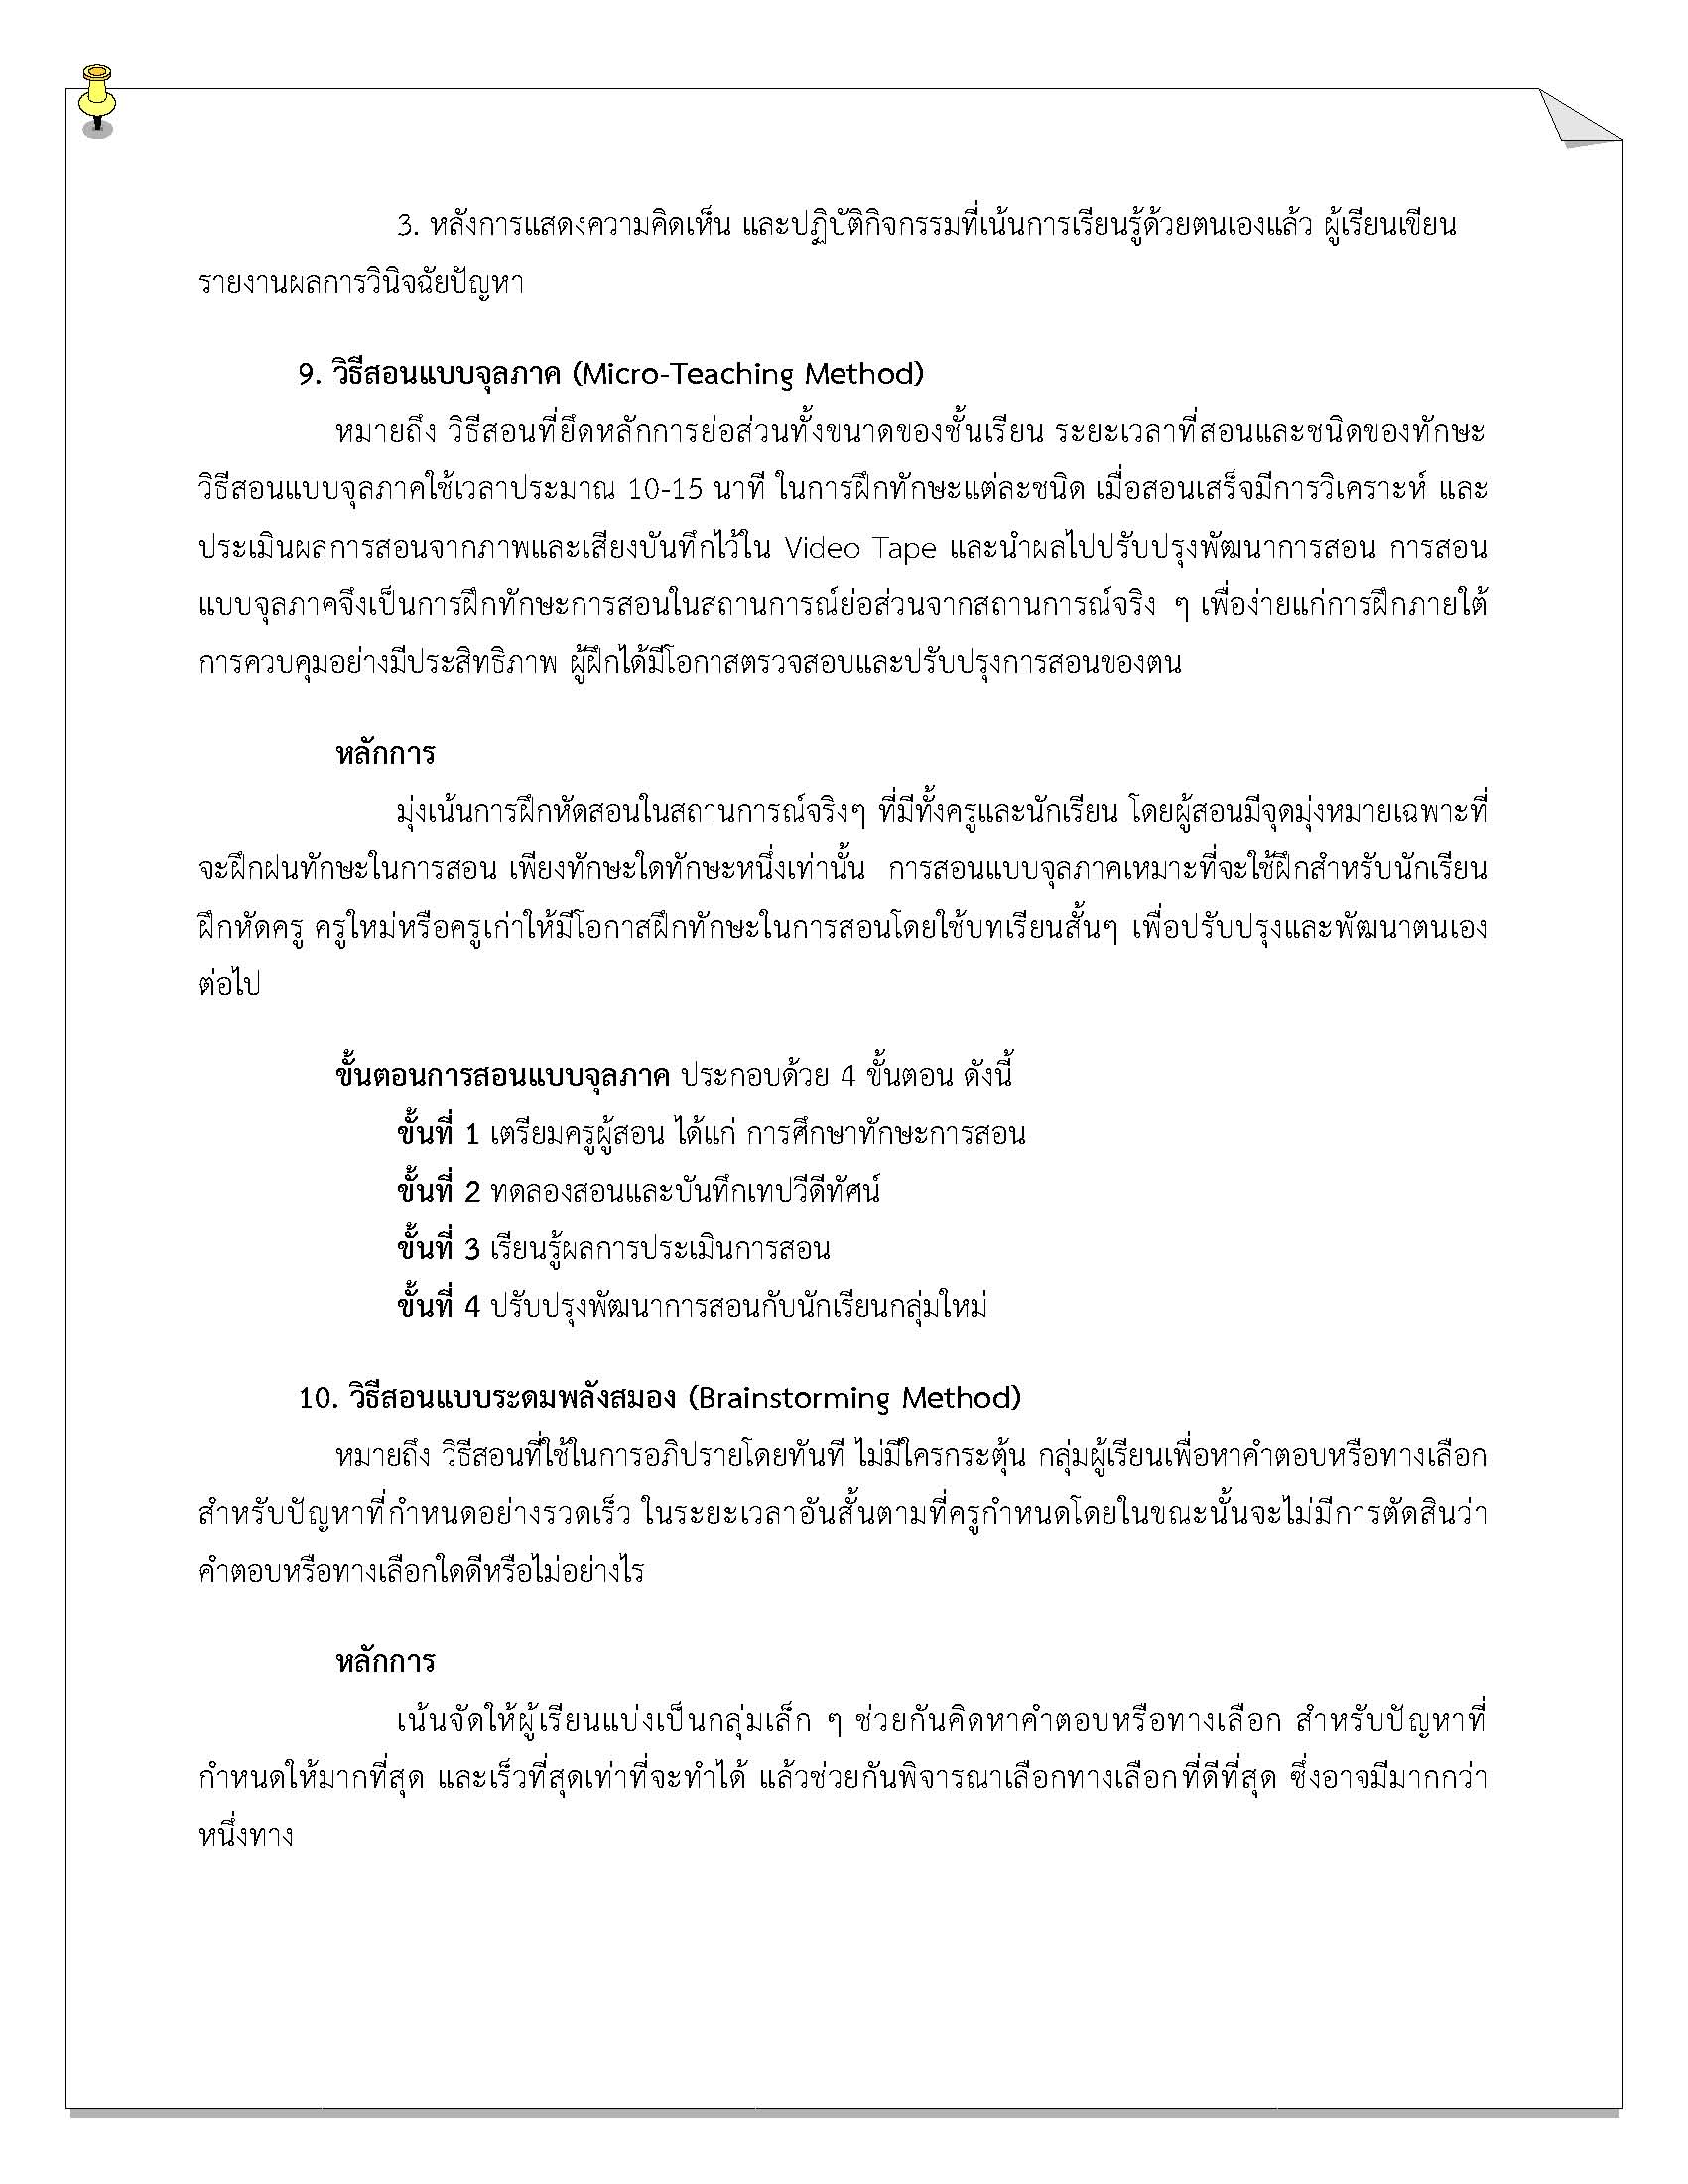 3. หลังการแสดงความคิดเห็น และปฏิบัติกิจกรรมที่เน้นการเรียนรู้ด้วยตนเองแล้ว ผู้เรียนเขียน
รายงานผลการวินิจฉัยปัญหา
9. วิธีสอนแบบจุลภาค (Micro-Teaching Method)
หมายถึง วิธีสอนที่ยึดหลักการย่อส่วนทั้งขนาดของชั้นเรียน ระยะเวลาที่สอนและชนิดของทักษะ
วิธีสอนแบบจุลภาคใช้เวลาประมาณ 10-15 นาที ในการฝึกทักษะแต่ละชนิด เมื่อสอนเสร็จมีการวิเคราะห์ และ
ประเมินผลการสอนจากภาพและเสียงบันทึกไว้ใน Video Tape และนำผลไปปรับปรุงพัฒนาการสอน การสอน
แบบจุลภาคจึงเป็นการฝึกทักษะการสอนในสถานการณ์ย่อส่วนจากสถานการณ์จริง ๆ เพื่อง่ายแก่การฝึกภายใต้
การควบคุมอย่างมีประสิทธิภาพ ผู้ฝึกได้มีโอกาสตรวจสอบและปรับปรุงการสอนของตน
หลักการ
มุ่งเน้นการฝึกหัดสอนในสถานการณ์จริงๆ ที่มีทั้งครูและนักเรียน โดยผู้สอนมีจุดมุ่งหมายเฉพาะที่
จะฝึกฝนทักษะในการสอน เพียงทักษะใดทักษะหนึ่งเท่านั้น การสอนแบบจุลภาคเหมาะที่จะใช้ฝึกสำหรับนักเรียน
ฝึกหัดครู ครูใหม่หรือครูเก่าให้มีโอกาสฝึกทักษะในการสอนโดยใช้บทเรียนสั้นๆ เพื่อปรับปรุงและพัฒนาตนเอง
ต่อไป
ขั้นตอนการสอนแบบจุลภาค ประกอบด้วย 4 ขั้นตอน ดังนี้
ขั้นที่ 1 เตรียมครูผู้สอน ได้แก่ การศึกษาทักษะการสอน
ขั้นที่ 2 ทดลองสอนและบันทึกเทปวีดีทัศน์
ขั้นที่ 3 เรียนรู้ผลการประเมินการสอน
ขั้นที่ 4 ปรับปรุงพัฒนาการสอนกับนักเรียนกลุ่มใหม่
10. วิธีสอนแบบระดมพลังสมอง (Brainstorming Method)
หมายถึง วิธีสอนที่ใช้ในการอภิปรายโดยทันที ไม่มีใครกระตุ้น กลุ่มผู้เรียนเพื่อหาคำตอบหรือทางเลือก
สำหรับปัญหาที่กำหนดอย่างรวดเร็ว ในระยะเวลาอันสั้นตามที่ครูกำหนดโดยในขณะนั้นจะไม่มีการตัดสินว่า
คำตอบหรือทางเลือกใดดีหรือไม่อย่างไร
หลักการ
เน้นจัดให้ผู้เรียนแบ่งเป็นกลุ่มเล็ก ๆ ช่วยกันคิดหาคำตอบหรือทางเลือก สำหรับปัญหาที่
กำหนดให้มากที่สุด และเร็วที่สุดเท่าที่จะทำได้ แล้วช่วยกันพิจารณาเลือกทางเลือกที่ดีที่สุด ซึ่งอาจมีมากกว่า
หนึ่งทาง